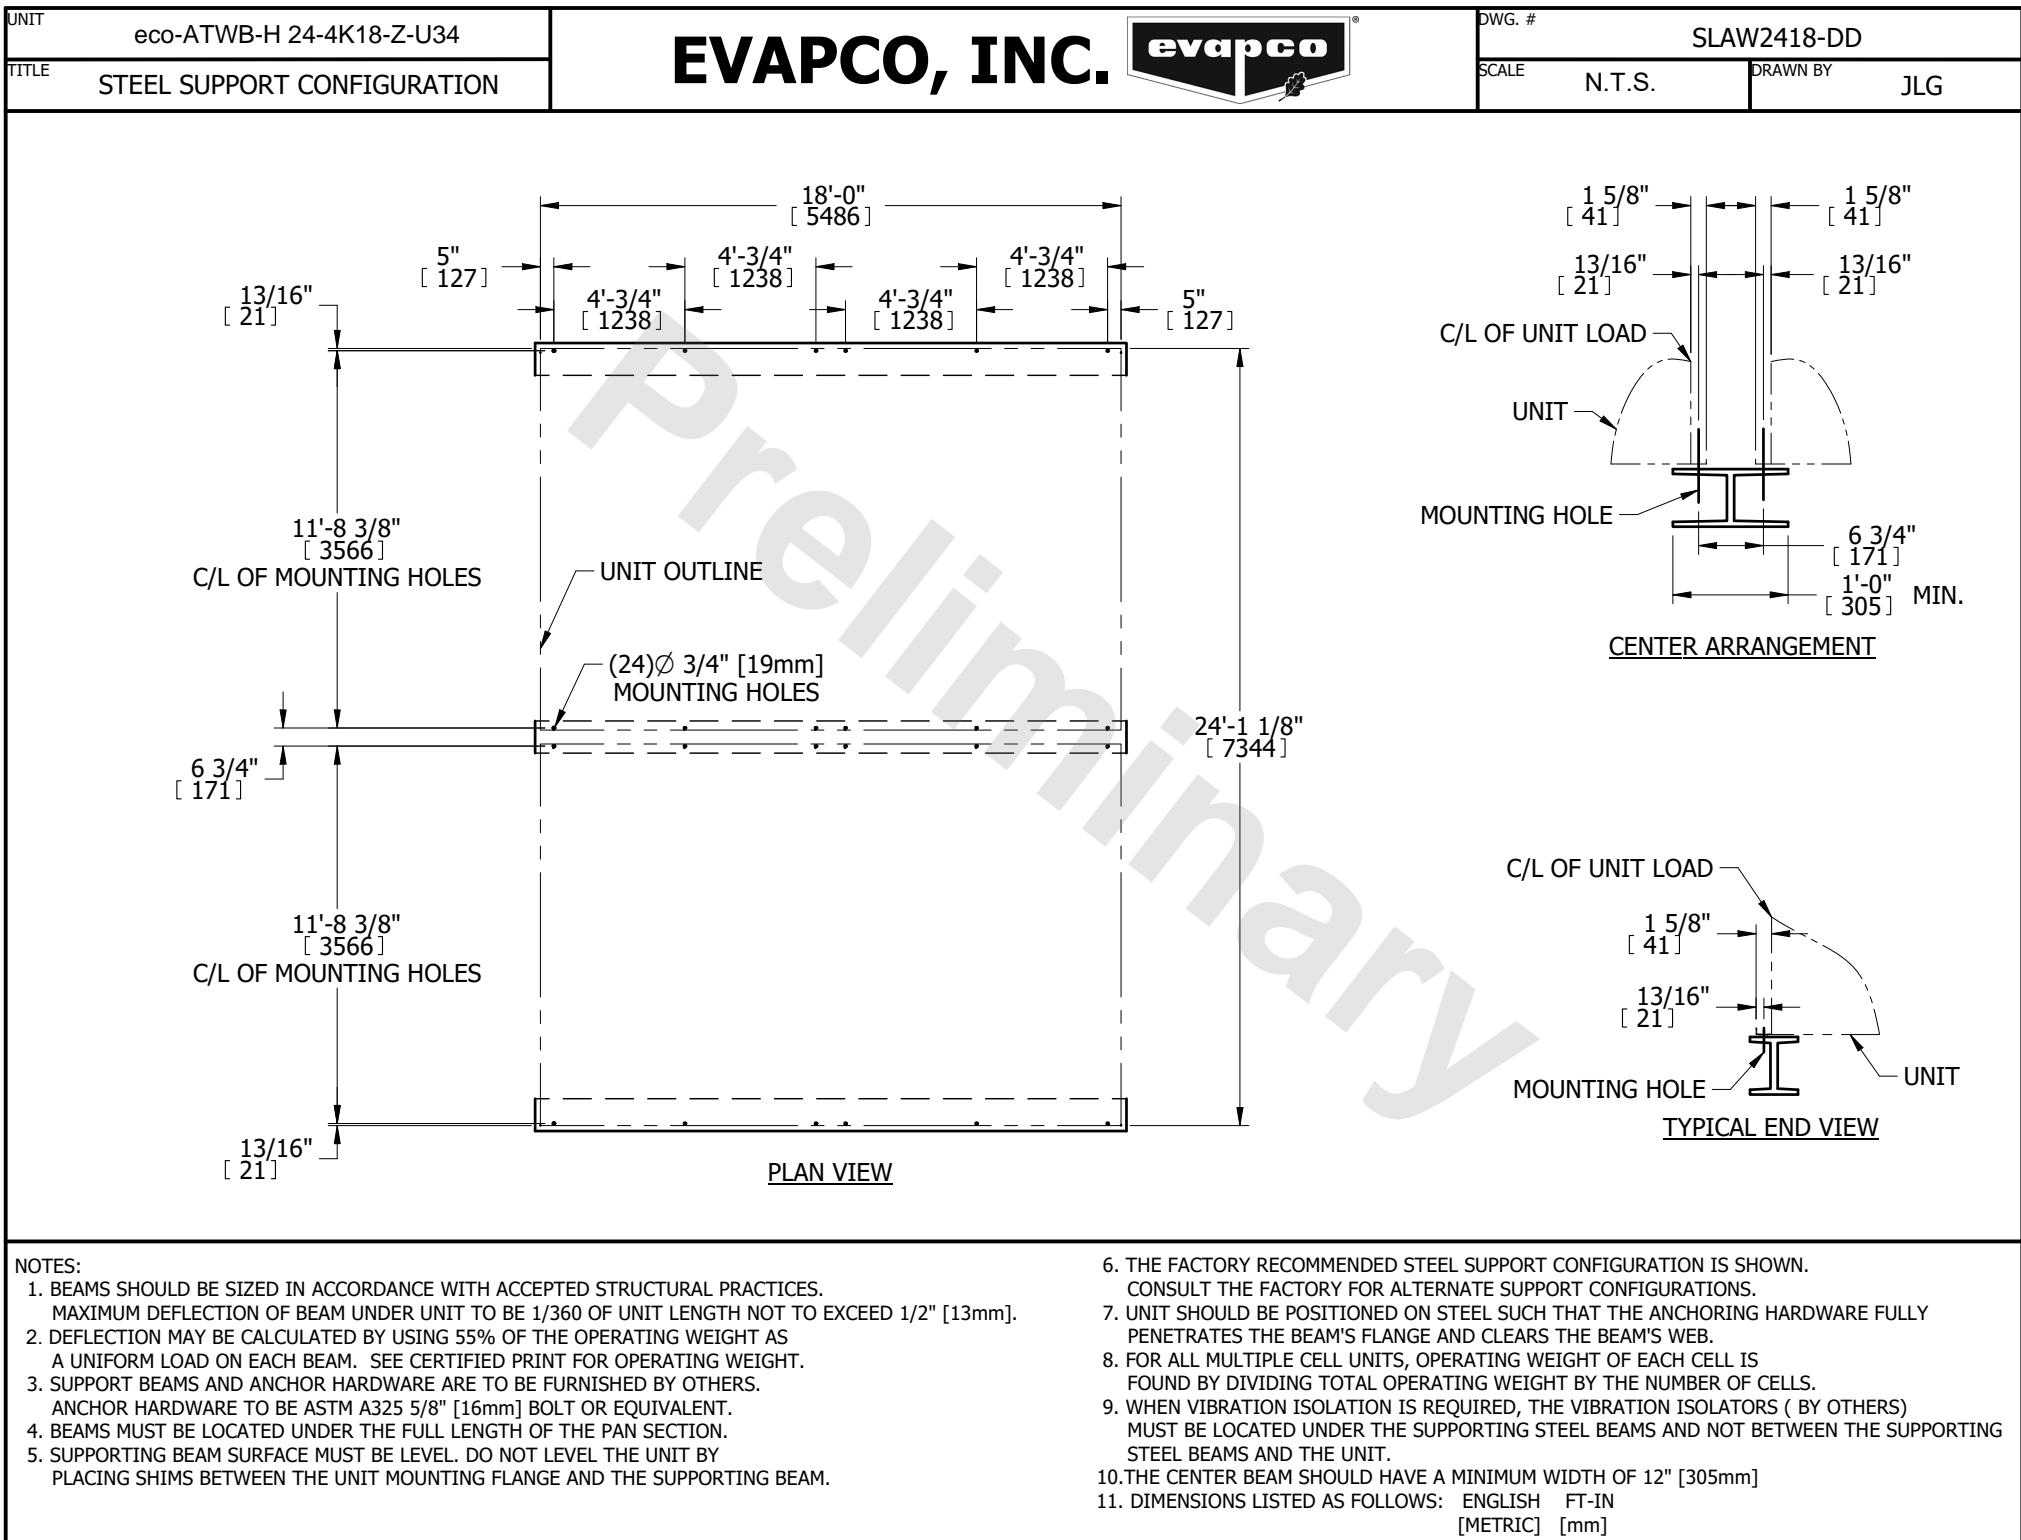 UNIT
eco-ATWB-H 24-4K18-Z-U34
TITLE
STEEL SUPPORT CONFIGURATION
EVAPCO, INC.
evapco
®
DWG. #
SLAW2418-DD
SCALE
N.T.S.
DRAWN BY
JLG
18'-0"
[ 5486 ]
5"
[ 127 ]
4'-3/4"
[ 1238 ]
4'-3/4"
[ 1238 ]
13/16"
[ 21 ]
4'-3/4"
[ 1238 ]
4'-3/4"
[ 1238 ]
5"
[ 127 ]
11'-8 3/8"
[ 3566 ]
C/L OF MOUNTING HOLES
UNIT OUTLINE
(24)∅ 3/4" [19mm]
MOUNTING HOLES
6 3/4"
[ 171 ]
24'-1 1/8"
[ 7344 ]
11'-8 3/8"
[ 3566 ]
C/L OF MOUNTING HOLES
13/16"
[ 21 ]
PLAN VIEW
Preliminary
1 5/8"
[ 41 ]
1 5/8"
[ 41 ]
13/16"
[ 21 ]
13/16"
[ 21 ]
C/L OF UNIT LOAD
UNIT
MOUNTING HOLE
6 3/4"
[ 171 ]
1'-0"
[ 305 ]
MIN.
CENTER ARRANGEMENT
C/L OF UNIT LOAD
1 5/8"
[ 41 ]
13/16"
[ 21 ]
MOUNTING HOLE
UNIT
TYPICAL END VIEW
NOTES:
1. BEAMS SHOULD BE SIZED IN ACCORDANCE WITH ACCEPTED STRUCTURAL PRACTICES.
MAXIMUM DEFLECTION OF BEAM UNDER UNIT TO BE 1/360 OF UNIT LENGTH NOT TO EXCEED 1/2" [13mm].
2. DEFLECTION MAY BE CALCULATED BY USING 55% OF THE OPERATING WEIGHT AS
A UNIFORM LOAD ON EACH BEAM. SEE CERTIFIED PRINT FOR OPERATING WEIGHT.
3. SUPPORT BEAMS AND ANCHOR HARDWARE ARE TO BE FURNISHED BY OTHERS.
ANCHOR HARDWARE TO BE ASTM A325 5/8" [16mm] BOLT OR EQUIVALENT.
4. BEAMS MUST BE LOCATED UNDER THE FULL LENGTH OF THE PAN SECTION.
5. SUPPORTING BEAM SURFACE MUST BE LEVEL. DO NOT LEVEL THE UNIT BY
PLACING SHIMS BETWEEN THE UNIT MOUNTING FLANGE AND THE SUPPORTING BEAM.
6. THE FACTORY RECOMMENDED STEEL SUPPORT CONFIGURATION IS SHOWN.
CONSULT THE FACTORY FOR ALTERNATE SUPPORT CONFIGURATIONS.
7. UNIT SHOULD BE POSITIONED ON STEEL SUCH THAT THE ANCHORING HARDWARE FULLY
PENETRATES THE BEAM'S FLANGE AND CLEARS THE BEAM'S WEB.
8. FOR ALL MULTIPLE CELL UNITS, OPERATING WEIGHT OF EACH CELL IS
FOUND BY DIVIDING TOTAL OPERATING WEIGHT BY THE NUMBER OF CELLS.
9. WHEN VIBRATION ISOLATION IS REQUIRED, THE VIBRATION ISOLATORS ( BY OTHERS)
MUST BE LOCATED UNDER THE SUPPORTING STEEL BEAMS AND NOT BETWEEN THE SUPPORTING
STEEL BEAMS AND THE UNIT.
10.THE CENTER BEAM SHOULD HAVE A MINIMUM WIDTH OF 12" [305mm]
11. DIMENSIONS LISTED AS FOLLOWS: ENGLISH FT-IN
[METRIC] [mm]